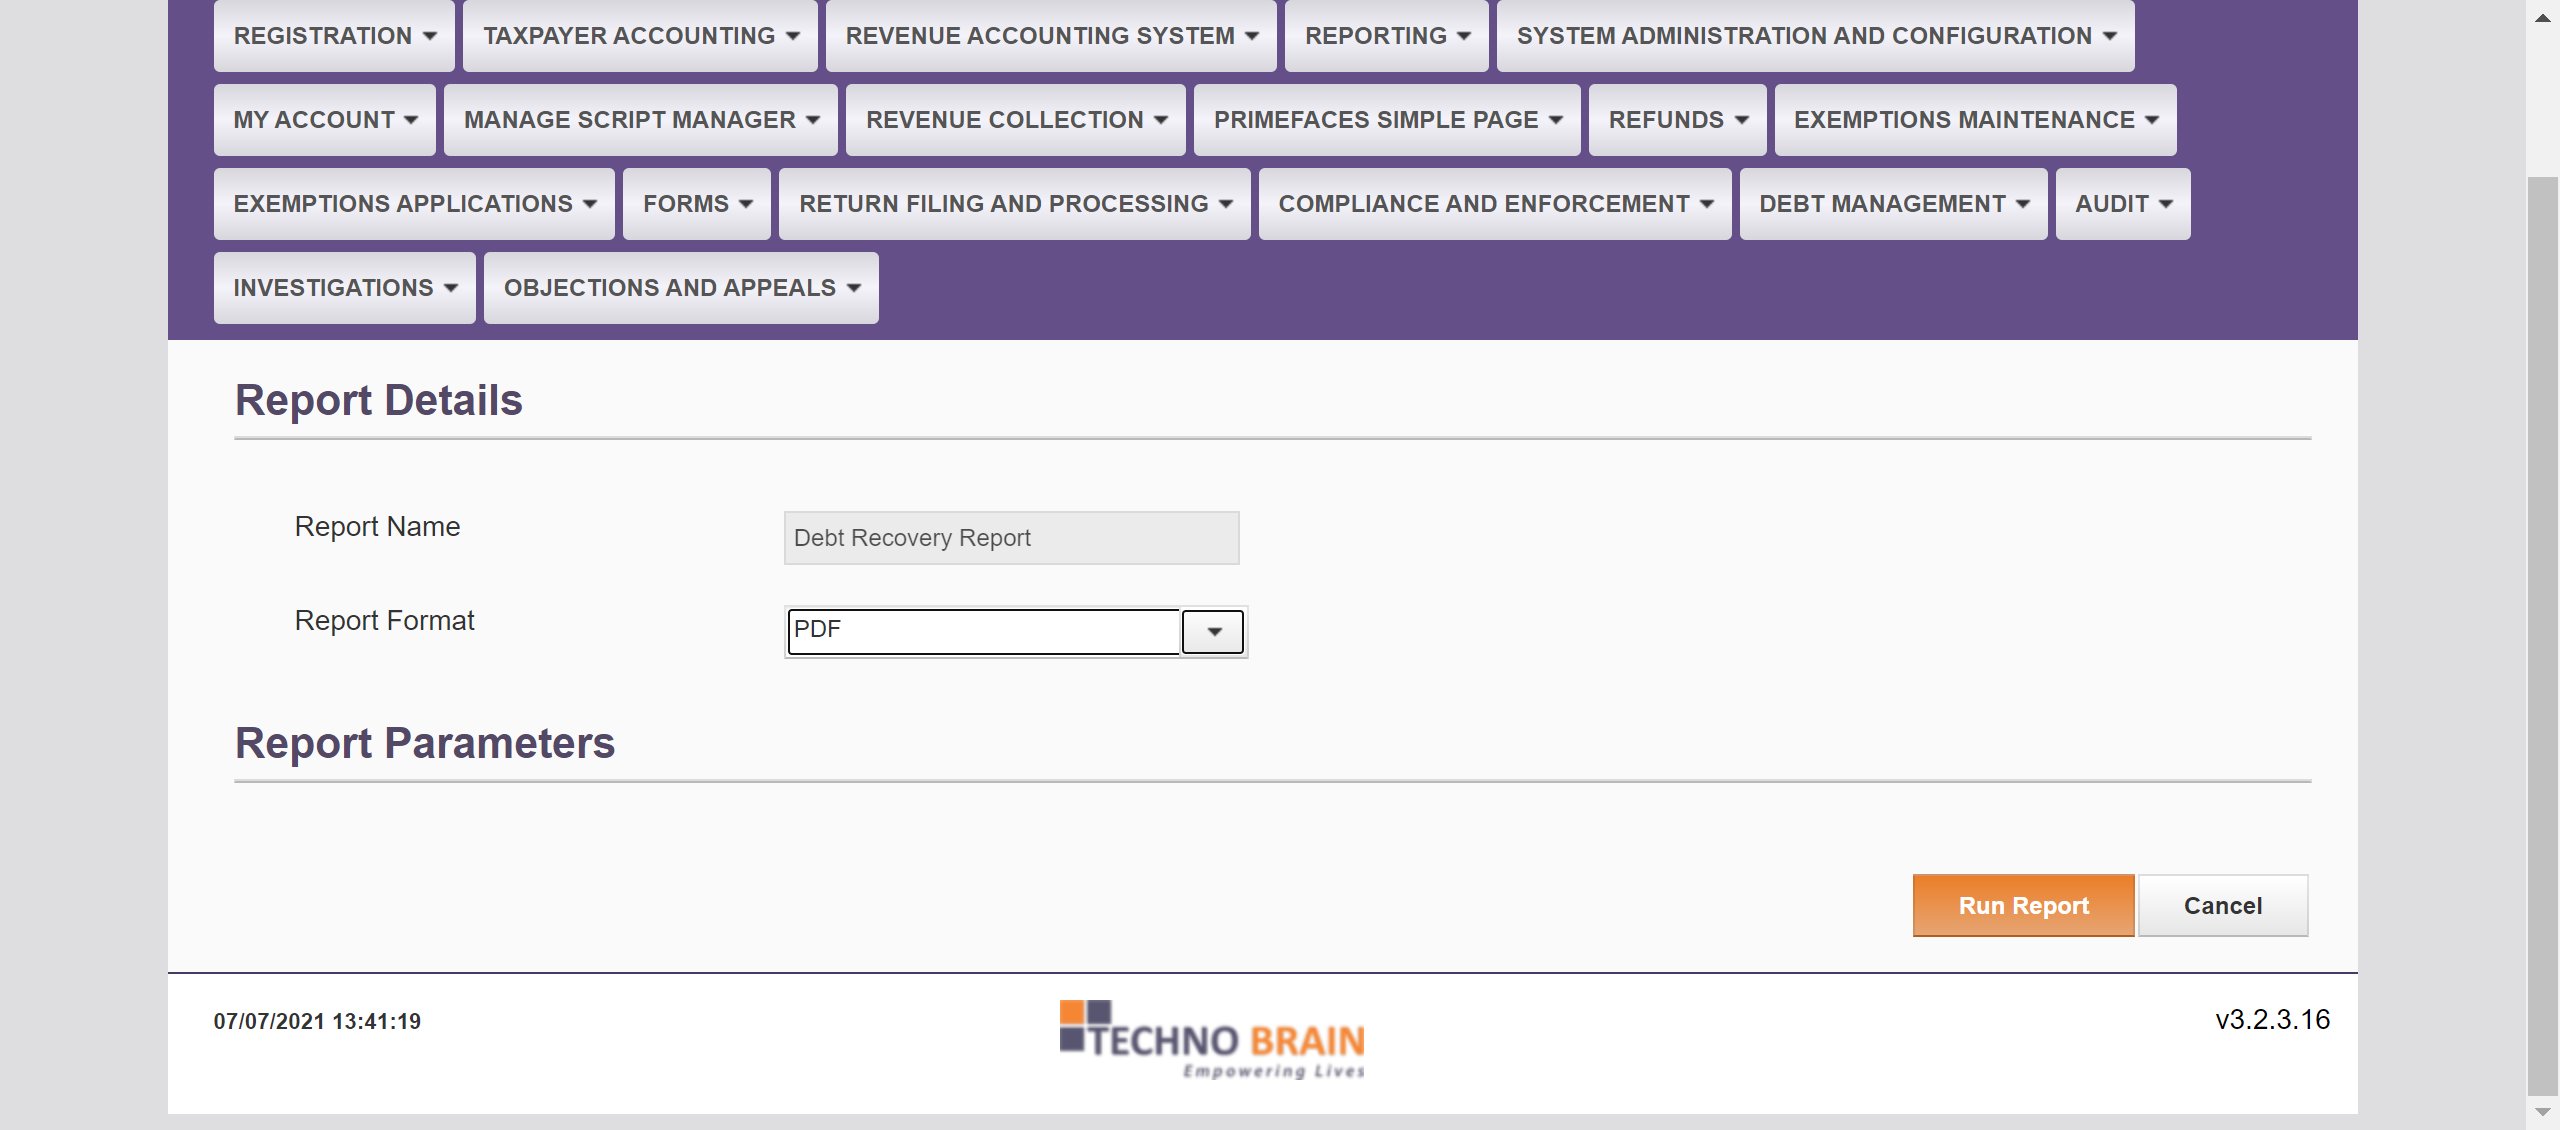 REGISTRATION TAXPAYER ACCOUNTING REVENUE ACCOUNTING SYSTEM REPORTING SYSTEM ADMINISTRATION AND CONFIGURATION
MY ACCOUNT MANAGE SCRIPT MANAGER REVENUE COLLECTION PRIMEFACES SIMPLE PAGE REFUNDS EXEMPTIONS MAINTENANCE
EXEMPTIONS APPLICATIONS FORMS RETURN FILING AND PROCESSING COMPLIANCE AND ENFORCEMENT DEBT MANAGEMENT AUDIT
INVESTIGATIONS OBJECTIONS AND APPEALS
Report Details
Report Name Debt Recovery Report
Report Format PDF
Report Parameters
Run Report Cancel
07/07/2021 13:41:19 TECHNO BRAIN v3.2.3.16
Empowering Lives